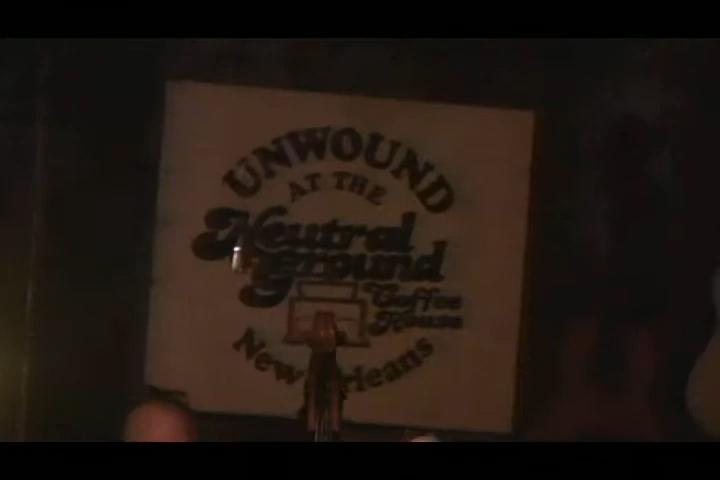 UNWOUND
AT THE
Neutral
Ground
Coffee
House
New Orleans